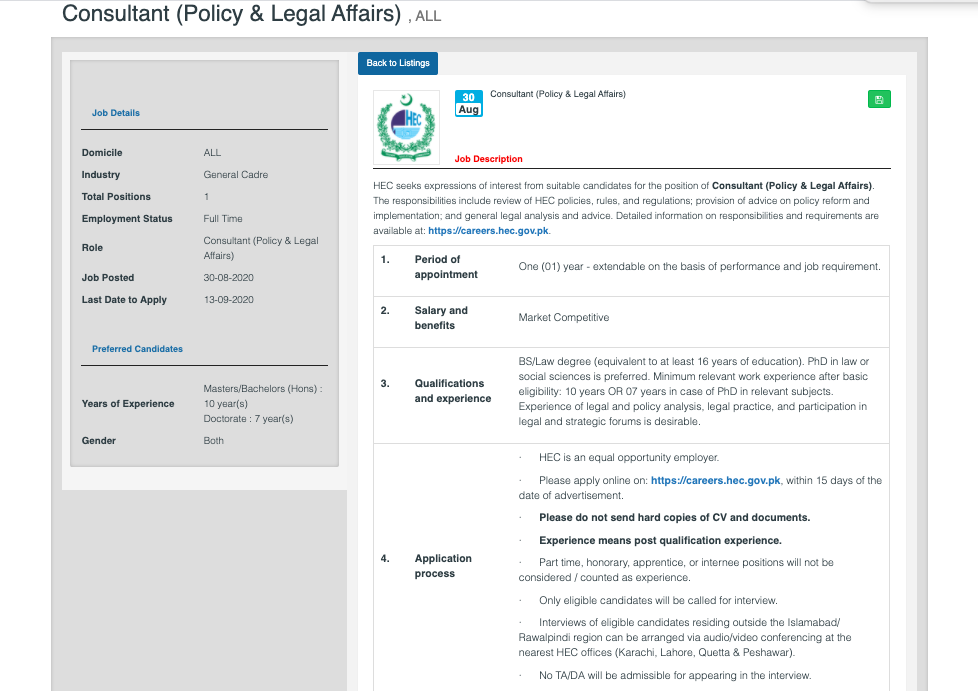 Consultant (Policy & Legal Affairs) , ALL
Job Details
Domicile ALL
Industry General Cadre
Total Positions 1
Employment Status Full Time
Role Consultant (Policy & Legal
Affairs)
Job Posted 30-08-2020
Last Date to Apply 13-09-2020
Preferred Candidates
Masters/Bachelors (Hons) :
Years of Experience 10 year(s)
Doctorate : 7 year(s)
Gender Both
Back to Listings
HEC
30
Aug
Consultant (Policy & Legal Affairs)
Job Description
HEC seeks expressions of interest from suitable candidates for the position of Consultant (Policy & Legal Affairs).
The responsibilities include review of HEC policies, rules, and regulations; provision of advice on policy reform and
implementation; and general legal analysis and advice. Detailed information on responsibilities and requirements are
available at: https://careers.hec.gov.pk.
1. Period of
appointment
One (01) year - extendable on the basis of performance and job requirement.
2. Salary and
benefits
Market Competitive
3. Qualifications
and experience
BS/Law degree (equivalent to at least 16 years of education). PhD in law or
social sciences is preferred. Minimum relevant work experience after basic
eligibility: 10 years OR 07 years in case of PhD in relevant subjects.
Experience of legal and policy analysis, legal practice, and participation in
legal and strategic forums is desirable.
4. Application
process
· HEC is an equal opportunity employer.
· Please apply online on: https://careers.hec.gov.pk, within 15 days of the
date of advertisement.
· Please do not send hard copies of CV and documents.
· Experience means post qualification experience.
· Part time, honorary, apprentice, or internee positions will not be
considered / counted as experience.
· Only eligible candidates will be called for interview.
· Interviews of eligible candidates residing outside the Islamabad/
Rawalpindi region can be arranged via audio/video conferencing at the
nearest HEC offices (Karachi, Lahore, Quetta & Peshawar).
· No TA/DA will be admissible for appearing in the interview.